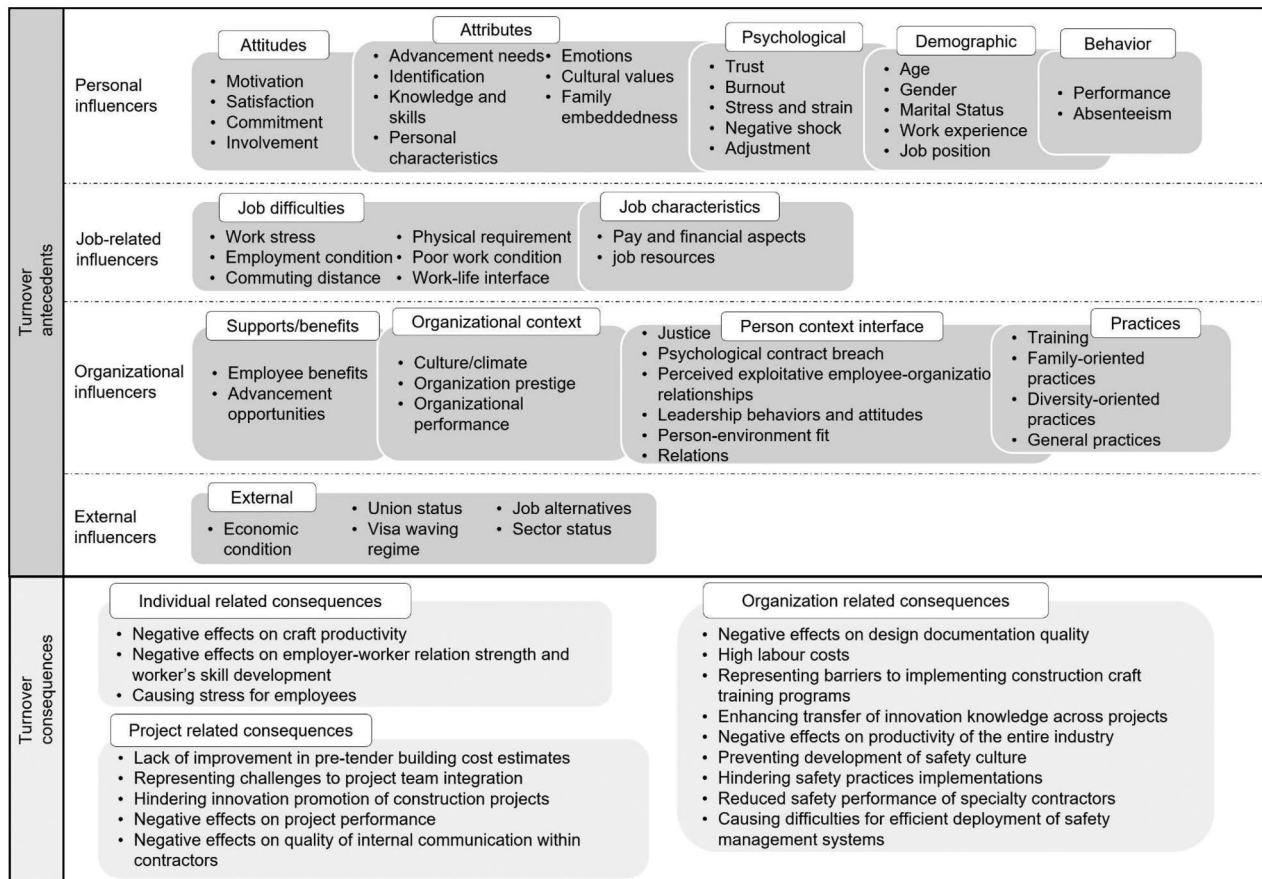 Turnover
antecedents
Personal
influencers
Attitudes
• Motivation
• Satisfaction
• Commitment
• Involvement
Attributes
• Advancement needs
• Identification
• Knowledge and
skills
• Personal
characteristics
• Emotions
• Cultural values
• Family
embeddedness
Psychological
• Trust
• Burnout
• Stress and strain
• Negative shock
• Adjustment
Demographic
• Age
• Gender
• Marital Status
• Work experience
• Job position
Behavior
• Performance
• Absenteeism
Job-related
influencers
Job difficulties
• Work stress
• Employment condition
• Commuting distance
• Physical requirement
• Poor work condition
• Work-life interface
Job characteristics
• Pay and financial aspects
• job resources
Organizational
influencers
Supports/benefits
• Employee benefits
• Advancement
opportunities
Organizational context
• Culture/climate
• Organization prestige
• Organizational
performance
Person context interface
• Justice
• Psychological contract breach
• Perceived exploitative employee-organizatio
relationships
• Leadership behaviors and attitudes
• Person-environment fit
• Relations
Practices
• Training
• Family-oriented
practices
• Diversity-oriented
practices
• General practices
External
influencers
External
• Economic
condition
• Union status
• Visa waving
regime
• Job alternatives
• Sector status
Turnover
consequences
Individual related consequences
• Negative effects on craft productivity
• Negative effects on employer-worker relation strength and
worker's skill development
• Causing stress for employees
Project related consequences
• Lack of improvement in pre-tender building cost estimates
• Representing challenges to project team integration
• Hindering innovation promotion of construction projects
• Negative effects on project performance
• Negative effects on quality of internal communication within
contractors
Organization related consequences
• Negative effects on design documentation quality
• High labour costs
• Representing barriers to implementing construction craft
training programs
• Enhancing transfer of innovation knowledge across projects
• Negative effects on productivity of the entire industry
• Preventing development of safety culture
• Hindering safety practices implementations
• Reduced safety performance of specialty contractors
• Causing difficulties for efficient deployment of safety
management systems